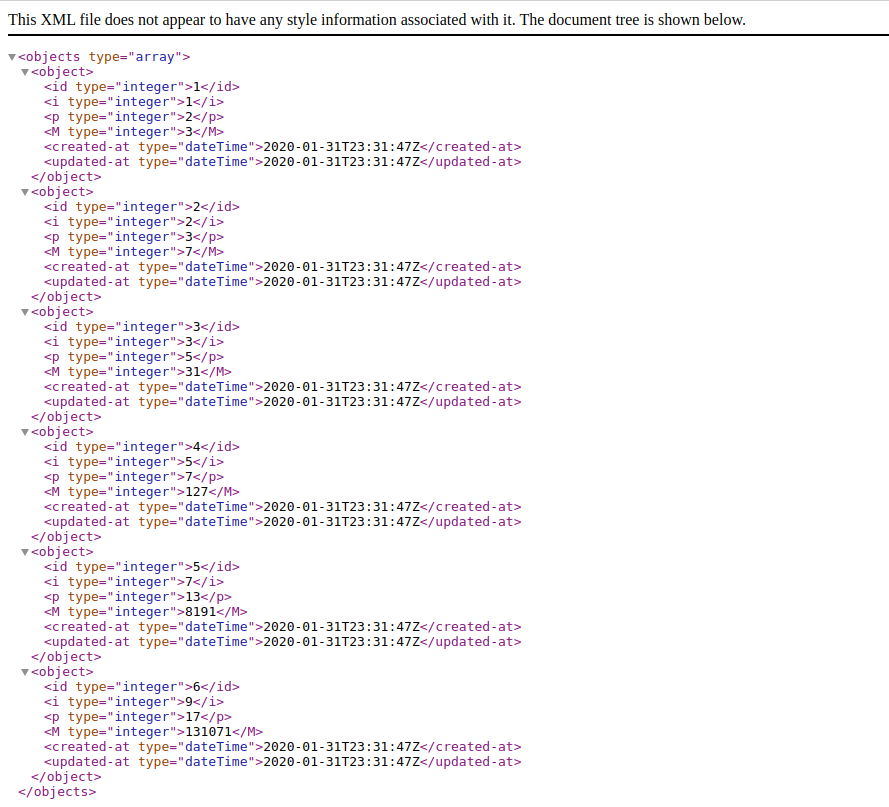 This XML file does not appear to have any style information associated with it. The document tree is shown below.
▼<objects type="array">
▼<object>
<id type="integer">1</id>
<i type="integer">1</i>
<p type="integer">2</p>
<M type="integer">3</M>
<created-at type="dateTime">2020-01-31T23:31:47Z</created-at>
<updated-at type="dateTime">2020-01-31T23:31:47Z</updated-at>
</object>
▼<object>
<id type="integer">2</id>
<i type="integer">2</i>
<p type="integer">3</p>
<M type="integer">7</M>
<created-at type="dateTime">2020-01-31T23:31:47Z</created-at>
<updated-at type="dateTime">2020-01-31T23:31:47Z</updated-at>
</object>
▼<object>
<id type="integer">3</id>
<i type="integer">3</i>
<p type="integer">5</p>
<M type="integer">31</M>
<created-at type="dateTime">2020-01-31T23:31:47Z</created-at>
<updated-at type="dateTime">2020-01-31T23:31:47Z</updated-at>
</object>
▼<object>
<id type="integer">4</id>
<i type="integer">5</i>
<p type="integer">7</p>
<M type="integer">127</M>
<created-at type="dateTime">2020-01-31T23:31:47Z</created-at>
<updated-at type="dateTime">2020-01-31T23:31:47Z</updated-at>
</object>
▼<object>
<id type="integer">5</id>
<i type="integer">7</i>
<p type="integer">13</p>
<M type="integer">8191</M>
<created-at type="dateTime">2020-01-31T23:31:47Z</created-at>
<updated-at type="dateTime">2020-01-31T23:31:47Z</updated-at>
</object>
▼<object>
<id type="integer">6</id>
<i type="integer">9</i>
<p type="integer">17</p>
<M type="integer">131071</M>
<created-at type="dateTime">2020-01-31T23:31:47Z</created-at>
<updated-at type="dateTime">2020-01-31T23:31:47Z</updated-at>
</object>
</objects>